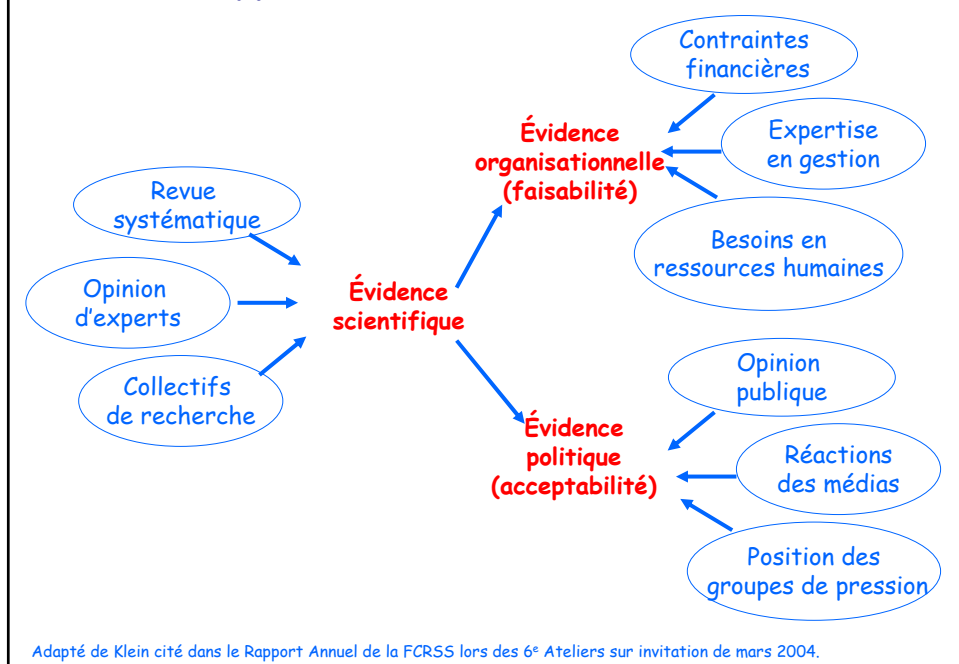 Revue
systématique
Opinion
d'experts
Collectifs
de recherche
Évidence
scientifique
Évidence
organisationnelle
(faisabilité)
Contraintes
financières
Expertise
en gestion
Besoins en
ressources humaines
Évidence
politique
(acceptabilité)
Opinion
publique
Réactions
des médias
Position des
groupes de pression
Adapté de Klein cité dans le Rapport Annuel de la FCRSS lors des 6e Ateliers sur invitation de mars 2004.